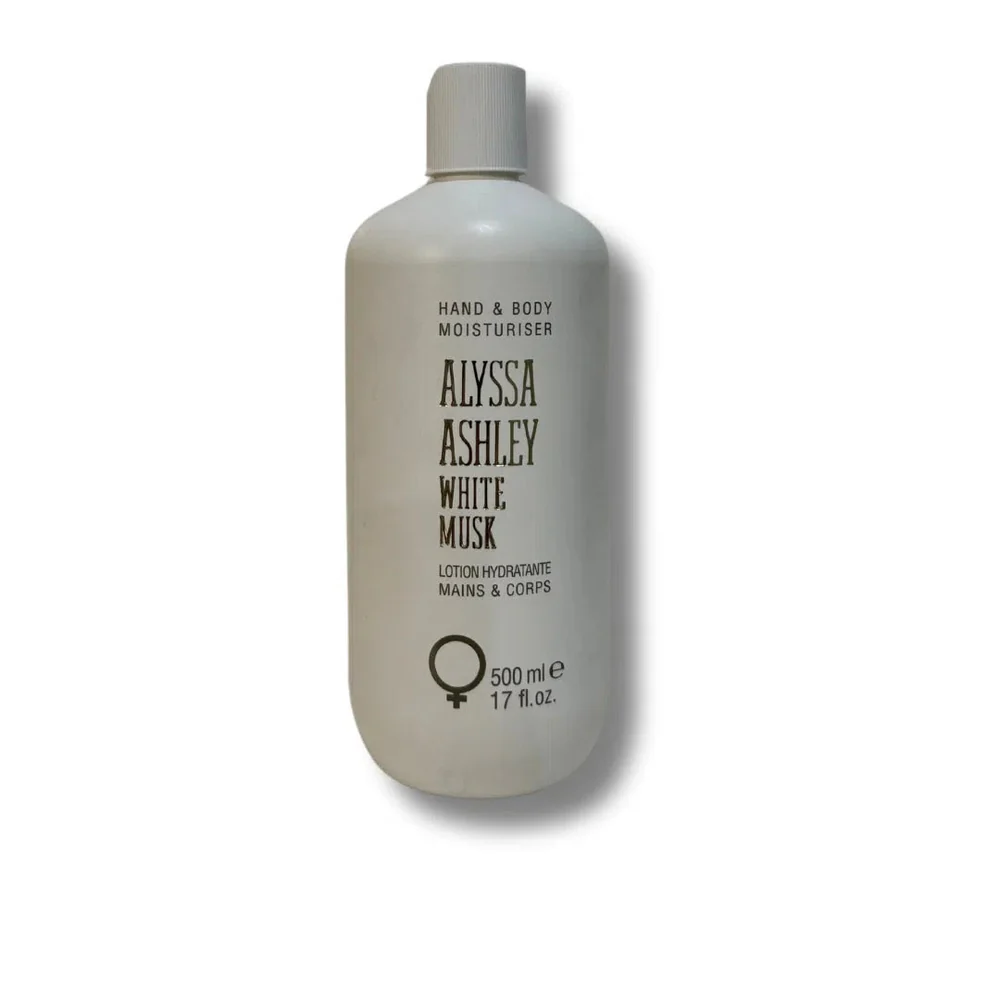 HAND & BODY
MOISTURISER
ALYSSA
ASHLEY
WHITE
MUSK
LOTION HYDRATANTE
MAINS & CORPS
500 ml ℮
17 fl.oz.